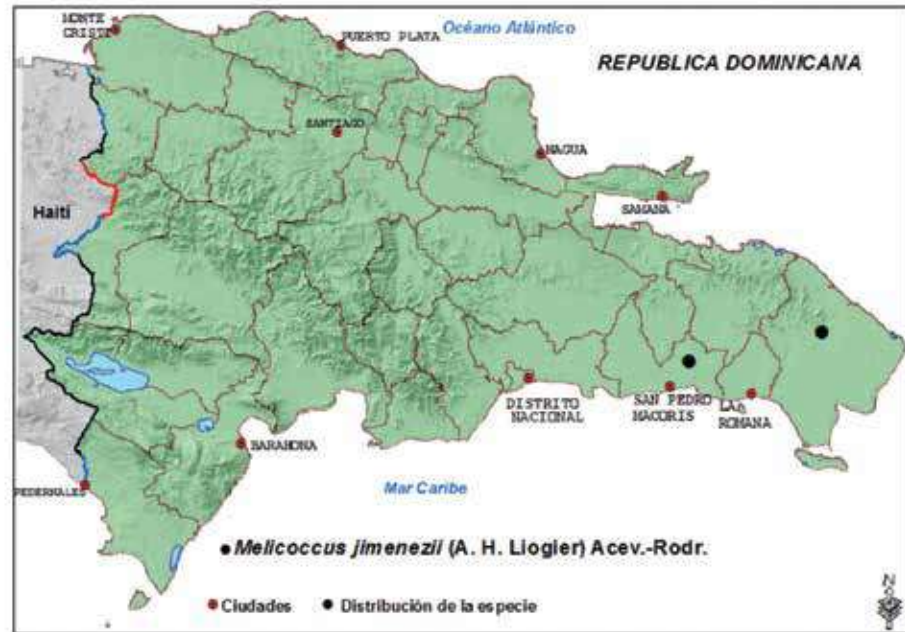 MONTE
CRISTI
PUERTO PLATA
Océano Atlántico
REPUBLICA DOMINICANA
SANTIAGO
NAGUA
Haití
SAMANA
DISTRITO
NACIONAL
SAN PEDRO
MACORIS
LA
ROMANA
BARAHONA
PEDERNALES
Mar Caribe
Melicoccus jimenezii (A. H. Liogier) Acev.-Rodr.
Ciudades
Distribución de la especie
N